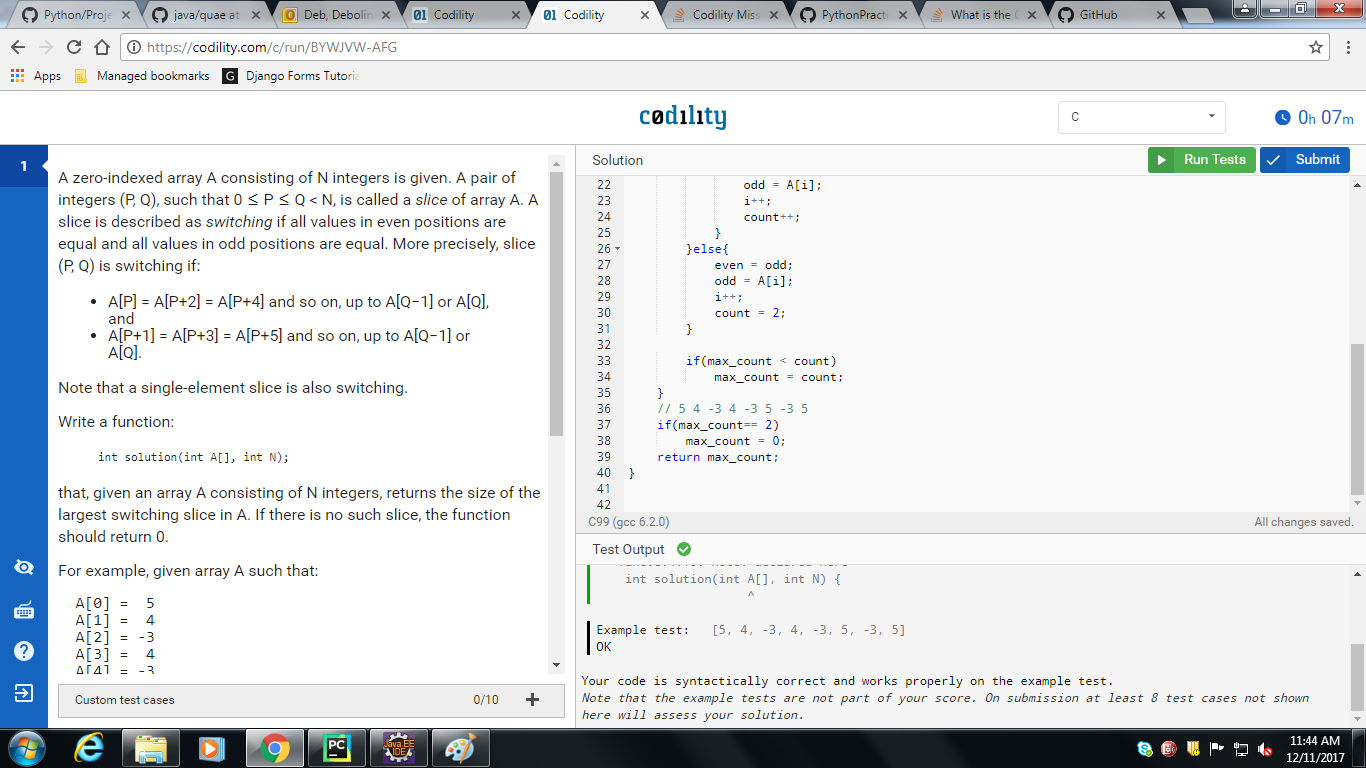 Python/Proje
java/quae at
Deb, Debolin
Codility
Codility
Codility Miss
PythonPracti
What is the
GitHub
https://codility.com/c/run/BYWJVW-AFG
Apps
Managed bookmarks
Django Forms Tutoria
codility
C
0h 07m
1
A zero-indexed array A consisting of N integers is given. A pair of
integers (P, Q), such that 0 ≤ P ≤ Q < N, is called a slice of array A. A
slice is described as switching if all values in even positions are
equal and all values in odd positions are equal. More precisely, slice
(P, Q) is switching if:
• A[P] = A[P+2] = A[P+4] and so on, up to A[Q−1] or A[Q],
and
• A[P+1] = A[P+3] = A[P+5] and so on, up to A[Q−1] or
A[Q].
Note that a single-element slice is also switching.
Write a function:
int solution(int A[], int N);
that, given an array A consisting of N integers, returns the size of the
largest switching slice in A. If there is no such slice, the function
should return 0.
For example, given array A such that:
A[0] = 5
A[1] = 4
A[2] = -3
A[3] = 4
A[4] = -3
Custom test cases
0/10
+
Solution
Run Tests
Submit
22 odd = A[i];
23 i++;
24 count++;
25 }
26 }else{
27 even = odd;
28 odd = A[i];
29 i++;
30 count = 2;
31 }
32
33 if(max_count < count)
34 max_count = count;
35 }
36 // 5 4 -3 4 -3 5 -3 5
37 if(max_count== 2)
38 max_count = 0;
39 return max_count;
40 }
41
42
C99 (gcc 6.2.0)
All changes saved.
Test Output
int solution(int A[], int N) {
^
Example test: [5, 4, -3, 4, -3, 5, -3, 5]
OK
Your code is syntactically correct and works properly on the example test.
Note that the example tests are not part of your score. On submission at least 8 test cases not shown
here will assess your solution.
PC
Java EE
IDE
11:44 AM
12/11/2017